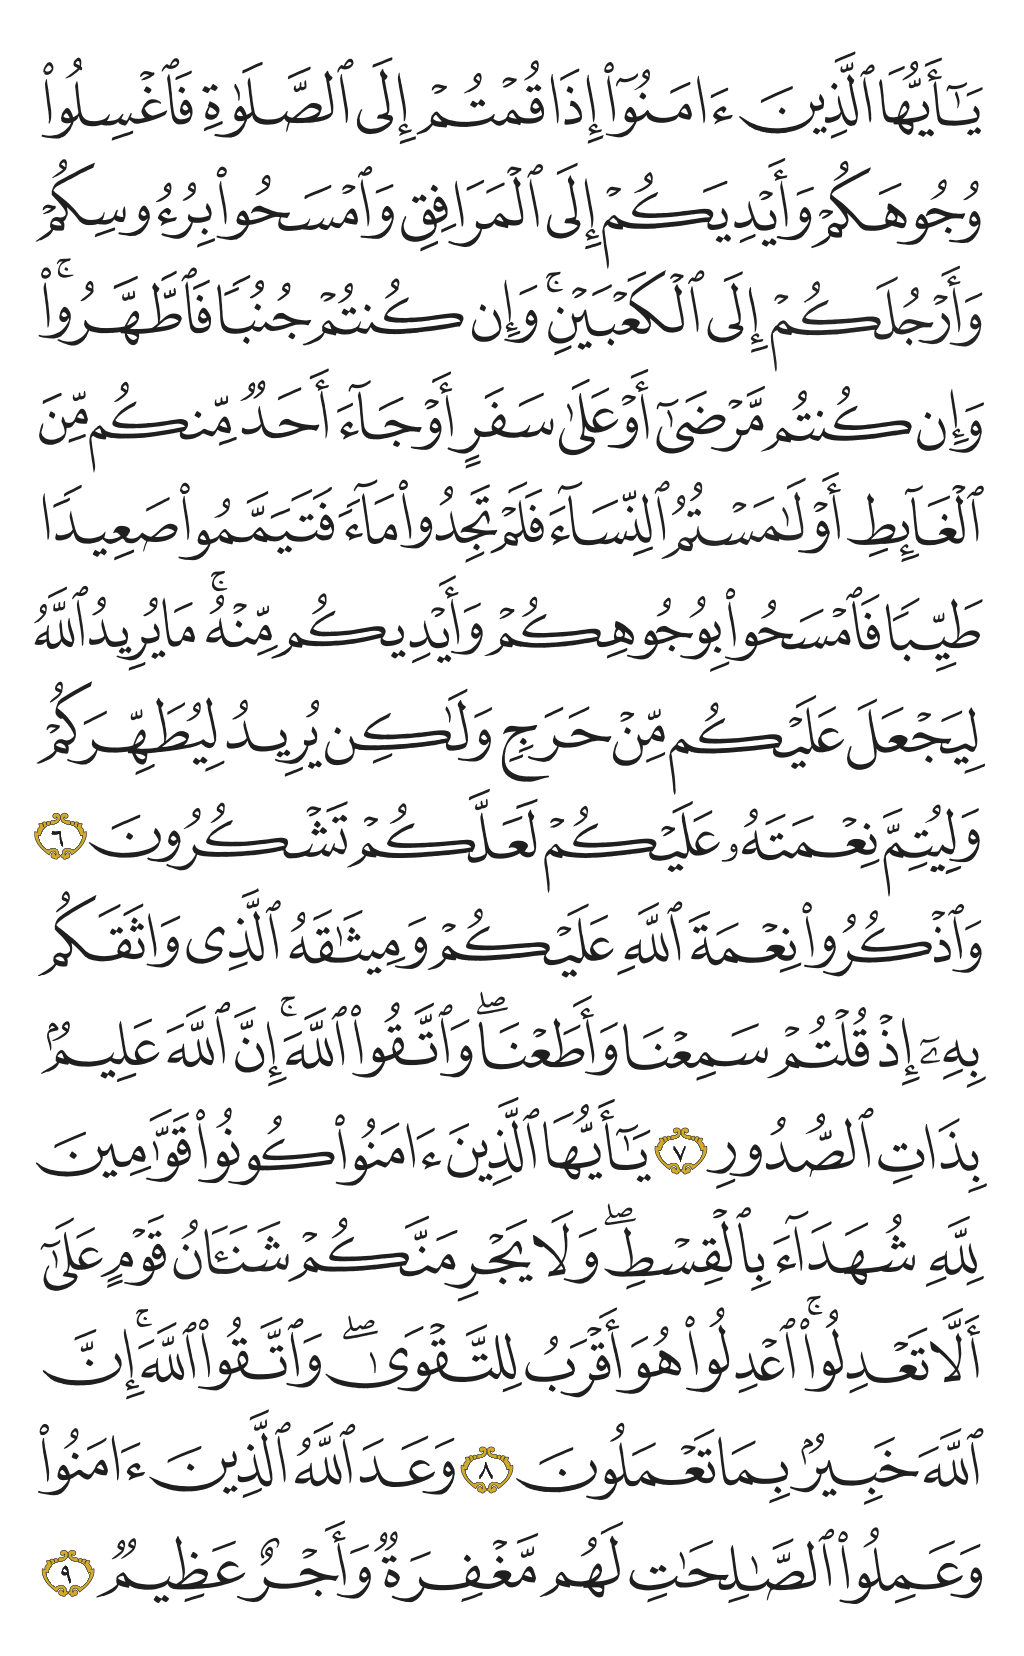 يَـٰٓأَيُّهَا ٱلَّذِينَ ءَامَنُوٓا۟ إِذَا قُمْتُمْ إِلَى ٱلصَّلَوٰةِ فَٱغْسِلُوا۟
وُجُوهَكُمْ وَأَيْدِيَكُمْ إِلَى ٱلْمَرَافِقِ وَٱمْسَحُوا۟ بِرُءُوسِكُمْ
وَأَرْجُلَكُمْ إِلَى ٱلْكَعْبَيْنِ ۚ وَإِن كُنتُمْ جُنُبًا فَٱطَّهَّرُوا۟ ۚ
وَإِن كُنتُم مَّرْضَىٰٓ أَوْ عَلَىٰ سَفَرٍ أَوْ جَآءَ أَحَدٌ مِّنكُم مِّنَ
ٱلْغَآئِطِ أَوْ لَـٰمَسْتُمُ ٱلنِّسَآءَ فَلَمْ تَجِدُوا۟ مَآءً فَتَيَمَّمُوا۟ صَعِيدًا
طَيِّبًا فَٱمْسَحُوا۟ بِوُجُوهِكُمْ وَأَيْدِيكُم مِّنْهُ ۚ مَا يُرِيدُ ٱللَّهُ
لِيَجْعَلَ عَلَيْكُم مِّنْ حَرَجٍ وَلَـٰكِن يُرِيدُ لِيُطَهِّرَكُمْ
وَلِيُتِمَّ نِعْمَتَهُۥ عَلَيْكُمْ لَعَلَّكُمْ تَشْكُرُونَ ٦
وَٱذْكُرُوا۟ نِعْمَةَ ٱللَّهِ عَلَيْكُمْ وَمِيثَـٰقَهُ ٱلَّذِى وَاثَقَكُم
بِهِۦٓ إِذْ قُلْتُمْ سَمِعْنَا وَأَطَعْنَا ۖ وَٱتَّقُوا۟ ٱللَّهَ ۚ إِنَّ ٱللَّهَ عَلِيمٌۢ
بِذَاتِ ٱلصُّدُورِ ٧ يَـٰٓأَيُّهَا ٱلَّذِينَ ءَامَنُوا۟ كُونُوا۟ قَوَّٰمِينَ
لِلَّهِ شُهَدَآءَ بِٱلْقِسْطِ ۖ وَلَا يَجْرِمَنَّكُمْ شَنَـَٔانُ قَوْمٍ عَلَىٰٓ
أَلَّا تَعْدِلُوا۟ ۚ ٱعْدِلُوا۟ هُوَ أَقْرَبُ لِلتَّقْوَىٰ ۖ وَٱتَّقُوا۟ ٱللَّهَ ۚ إِنَّ
ٱللَّهَ خَبِيرٌۢ بِمَا تَعْمَلُونَ ٨ وَعَدَ ٱللَّهُ ٱلَّذِينَ ءَامَنُوا۟
وَعَمِلُوا۟ ٱلصَّـٰلِحَـٰتِ لَهُم مَّغْفِرَةٌ وَأَجْرٌ عَظِيمٌ ٩